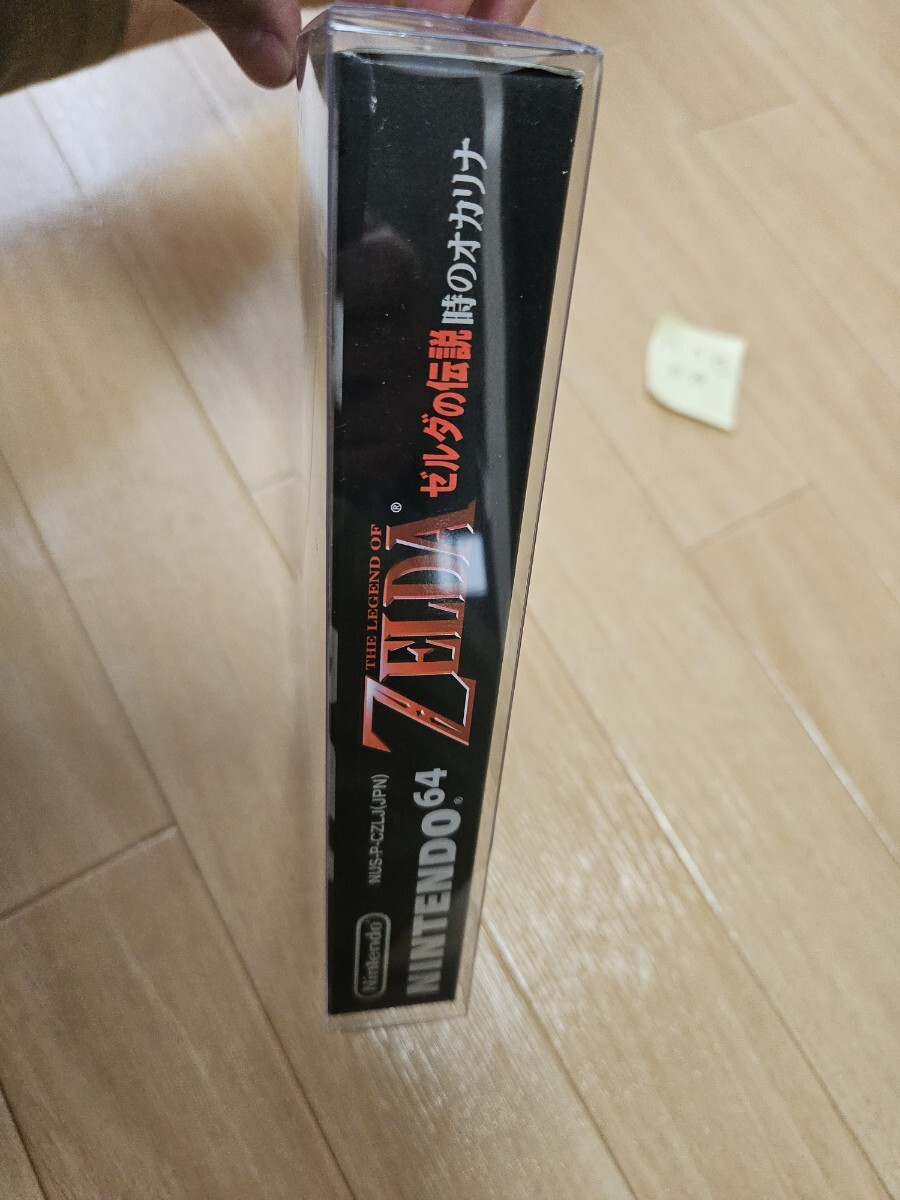 Nintendo
NUS-P-CZLJ(JPN)
NINTENDO64®
THE LEGEND OF
ZELDA®
ゼルダの伝説 時のオカリナ